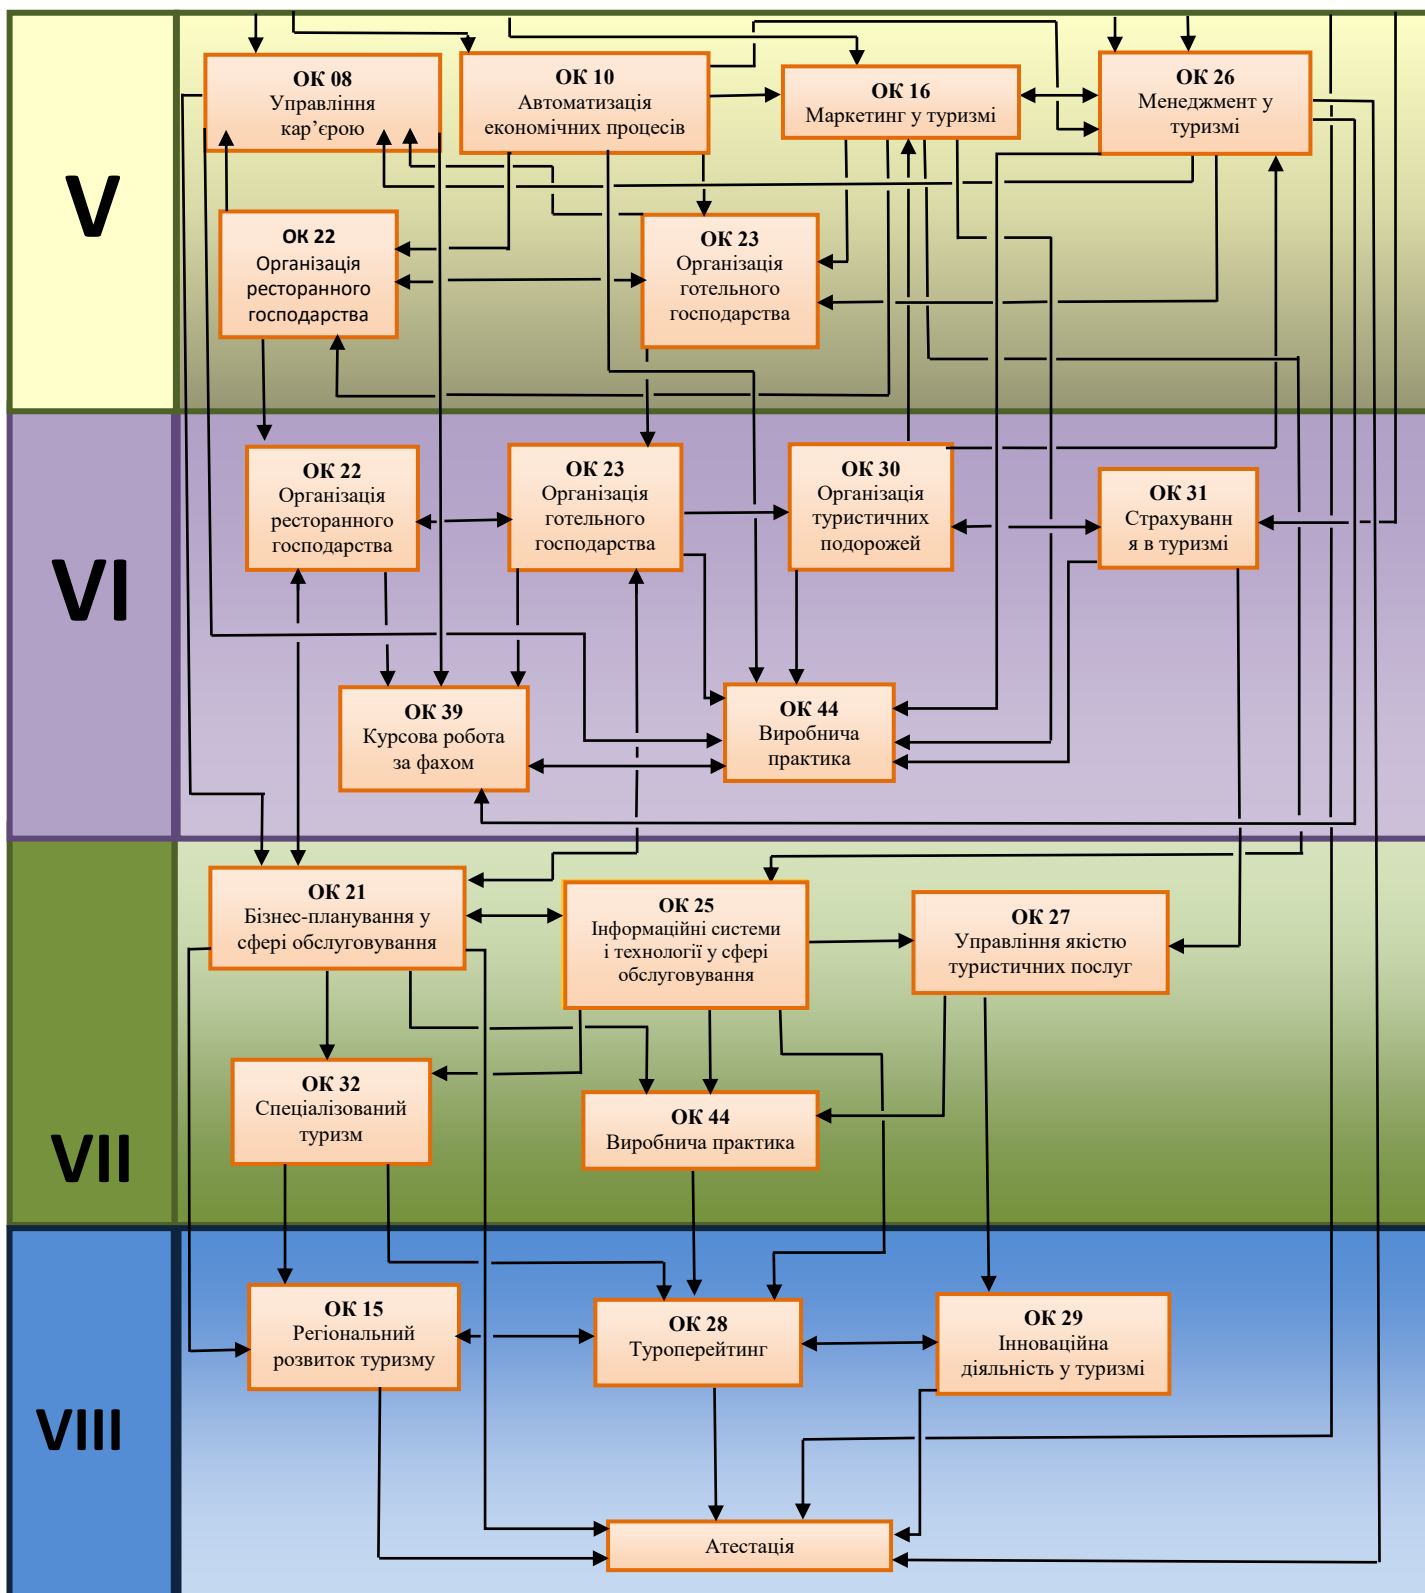 V
ОК 08
Управління
кар’єрою
ОК 10
Автоматизація
економічних процесів
ОК 16
Маркетинг у туризмі
ОК 26
Менеджмент у
туризмі
ОК 22
Організація
ресторанного
господарства
ОК 23
Організація
готельного
господарства
VI
ОК 22
Організація
ресторанного
господарства
ОК 23
Організація
готельного
господарства
ОК 30
Організація
туристичних
подорожей
ОК 31
Страхуванн
я в туризмі
ОК 39
Курсова робота
за фахом
ОК 44
Виробнича
практика
VII
ОК 21
Бізнес-планування у
сфері обслуговування
ОК 25
Інформаційні системи
і технології у сфері
обслуговування
ОК 27
Управління якістю
туристичних послуг
ОК 32
Спеціалізований
туризм
ОК 44
Виробнича практика
VIII
ОК 15
Регіональний
розвиток туризму
ОК 28
Туроперейтинг
ОК 29
Інноваційна
діяльність у туризмі
Атестація